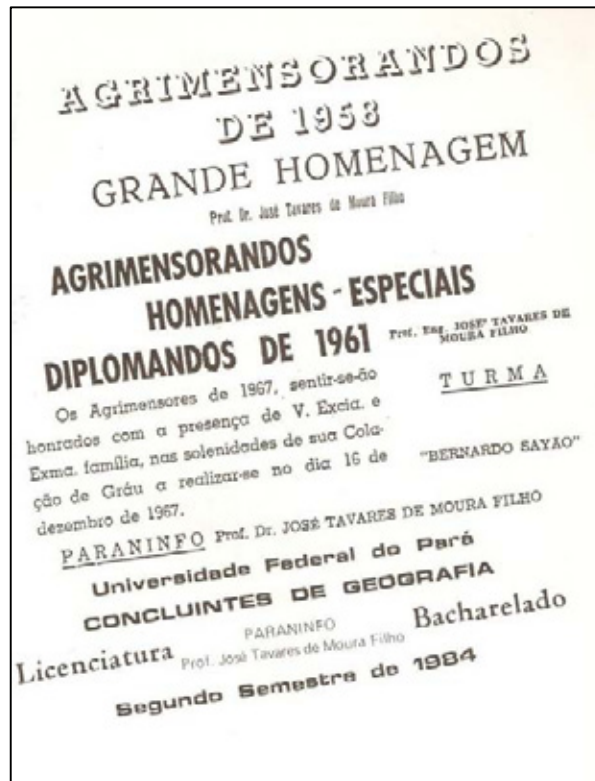 AGRIMENSORANDOS
DE 1958
GRANDE HOMENAGEM
Prof. Dr. José Tavares de Moura Filho
AGRIMENSORANDOS
HOMENAGENS - ESPECIAIS
DIPLOMANDOS DE 1961
Prof. Eng. JOSÉ TAVARES DE
MOURA FILHO
TURMA
"BERNARDO SAYÃO"
Os Agrimensores de 1967, sentir-se-ão
honrados com a presença de V. Excia. e
Exma. família, nas solenidades de sua Cola-
ção de Gráu a realizar-se no dia 16 de
dezembro de 1967.
PARANINFO Prof. Dr. JOSÉ TAVARES DE MOURA FILHO
Universidade Federal do Pará
CONCLUINTES DE GEOGRAFIA
Licenciatura
PARANINFO
Prof. José Tavares de Moura Filho
Bacharelado
Segundo Semestre de 1984